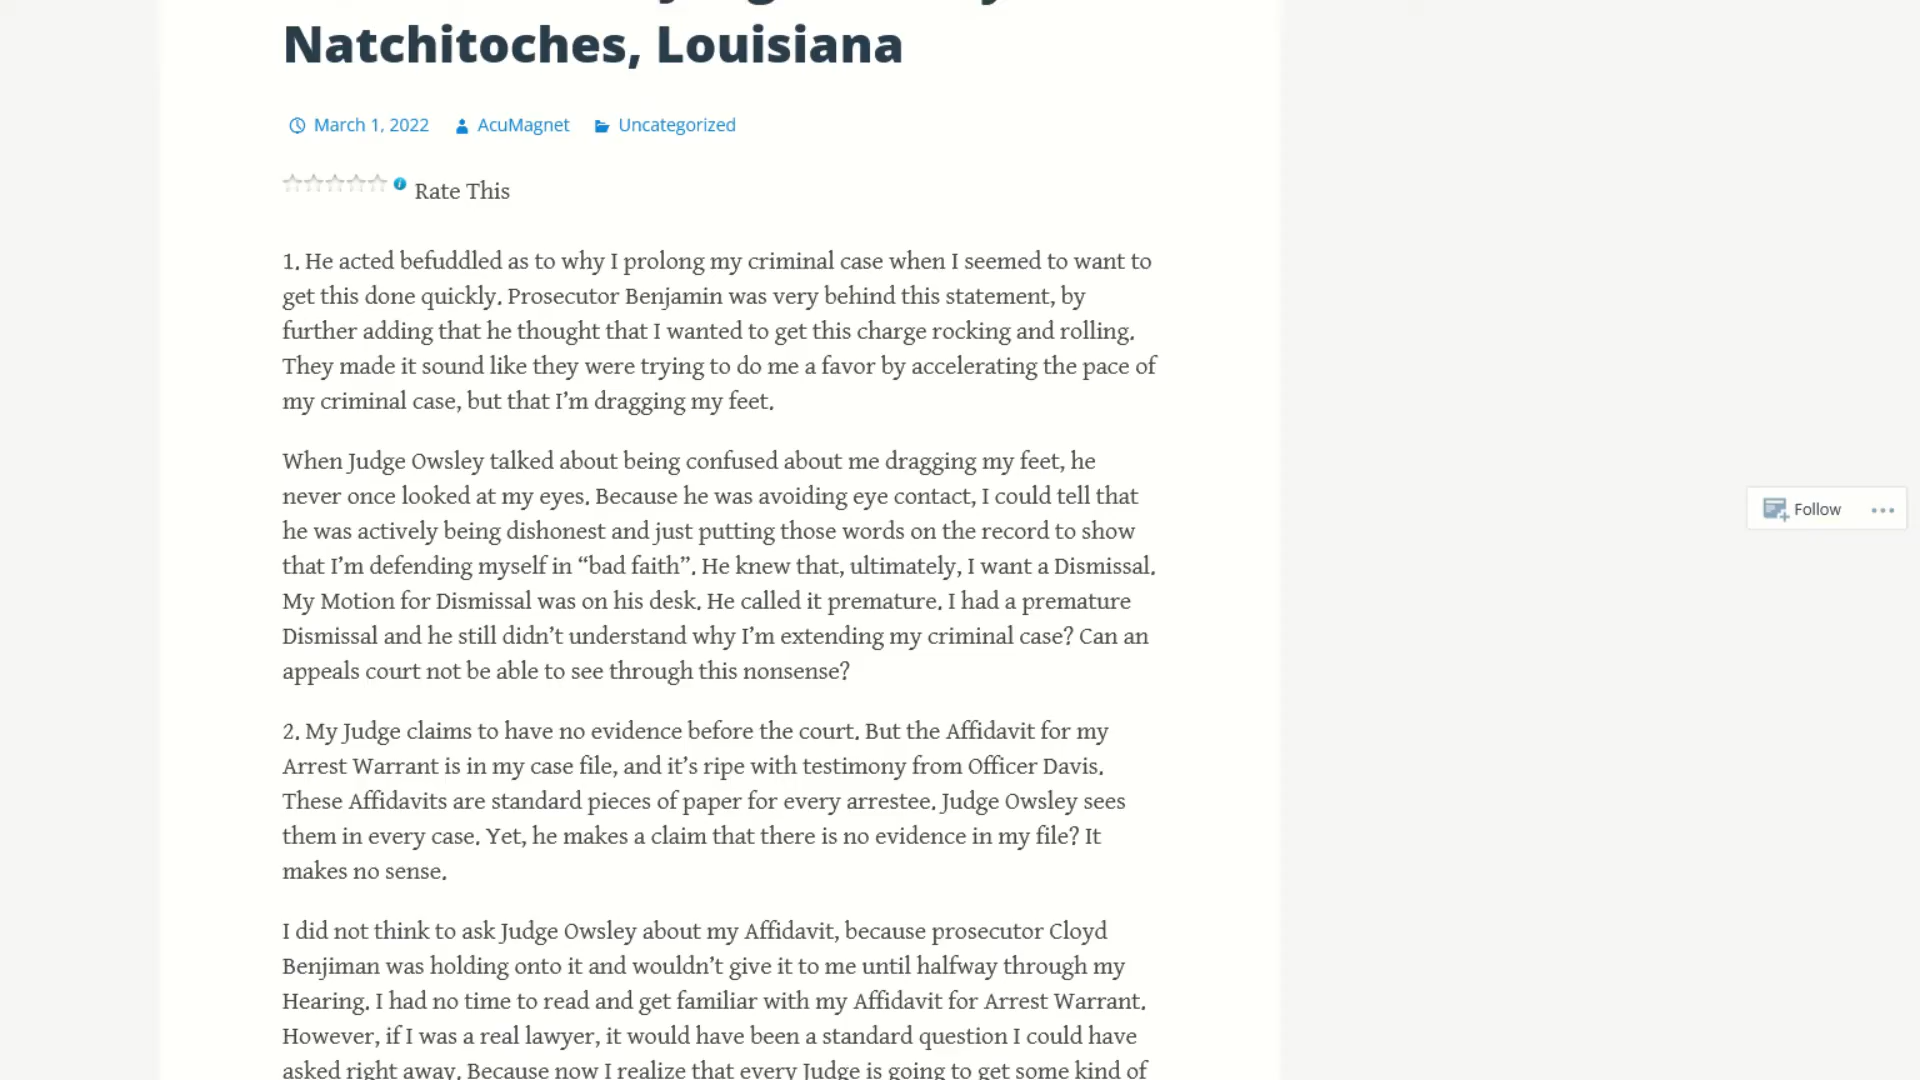 Natchitoches, Louisiana
March 1, 2022 AcuMagnet Uncategorized
Rate This
1. He acted befuddled as to why I prolong my criminal case when I seemed to want to
get this done quickly. Prosecutor Benjamin was very behind this statement, by
further adding that he thought that I wanted to get this charge rocking and rolling.
They made it sound like they were trying to do me a favor by accelerating the pace of
my criminal case, but that I’m dragging my feet.
When Judge Owsley talked about being confused about me dragging my feet, he
never once looked at my eyes. Because he was avoiding eye contact, I could tell that
he was actively being dishonest and just putting those words on the record to show
that I’m defending myself in “bad faith”. He knew that, ultimately, I want a Dismissal.
My Motion for Dismissal was on his desk. He called it premature. I had a premature
Dismissal and he still didn’t understand why I’m extending my criminal case? Can an
appeals court not be able to see through this nonsense?
Follow
2. My Judge claims to have no evidence before the court. But the Affidavit for my
Arrest Warrant is in my case file, and it’s ripe with testimony from Officer Davis.
These Affidavits are standard pieces of paper for every arrestee. Judge Owsley sees
them in every case. Yet, he makes a claim that there is no evidence in my file? It
makes no sense.
I did not think to ask Judge Owsley about my Affidavit, because prosecutor Cloyd
Benjiman was holding onto it and wouldn’t give it to me until halfway through my
Hearing. I had no time to read and get familiar with my Affidavit for Arrest Warrant.
However, if I was a real lawyer, it would have been a standard question I could have
asked right away. Because now I realize that every Judge is going to get some kind of